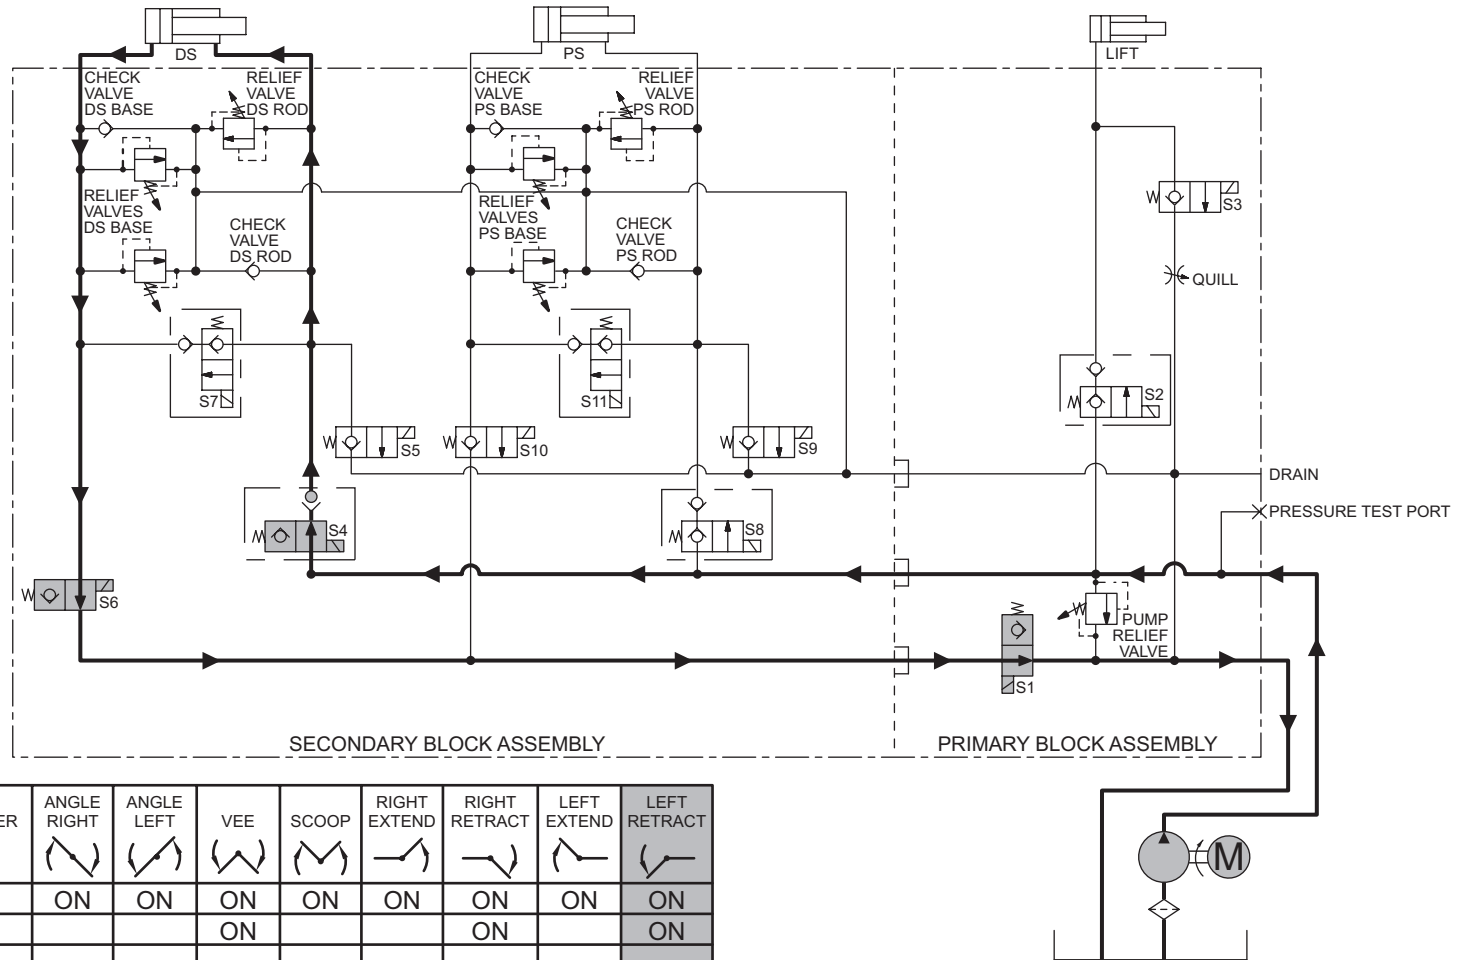 DS
PS
LIFT
CHECK
VALVE
DS BASE
RELIEF
VALVE
DS ROD
CHECK
VALVE
PS BASE
RELIEF
VALVE
PS ROD
RELIEF
VALVES
DS BASE
CHECK
VALVE
DS ROD
RELIEF
VALVES
PS BASE
CHECK
VALVE
PS ROD
S3
QUILL
S7
S11
S2
S5
S10
S9
DRAIN
PRESSURE TEST PORT
S4
S8
S6
PUMP
RELIEF
VALVE
S1
SECONDARY BLOCK ASSEMBLY
PRIMARY BLOCK ASSEMBLY
ER
ANGLE
RIGHT
ANGLE
LEFT
VEE
SCOOP
RIGHT
EXTEND
RIGHT
RETRACT
LEFT
EXTEND
LEFT
RETRACT
ON ON ON ON ON ON ON ON
ON ON ON
M